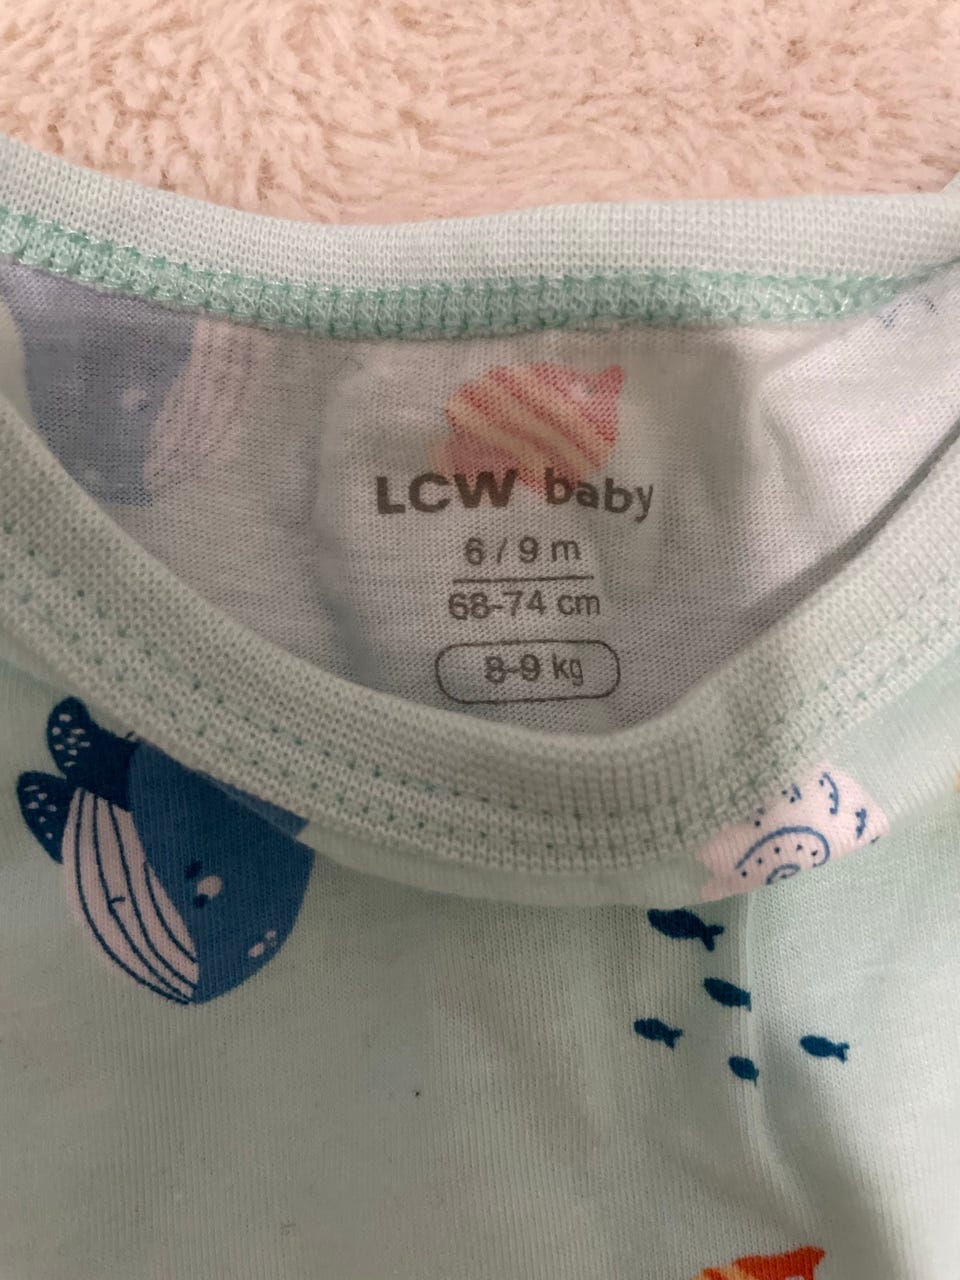 LCW baby
6 / 9 m
68-74 cm
8-9 kg